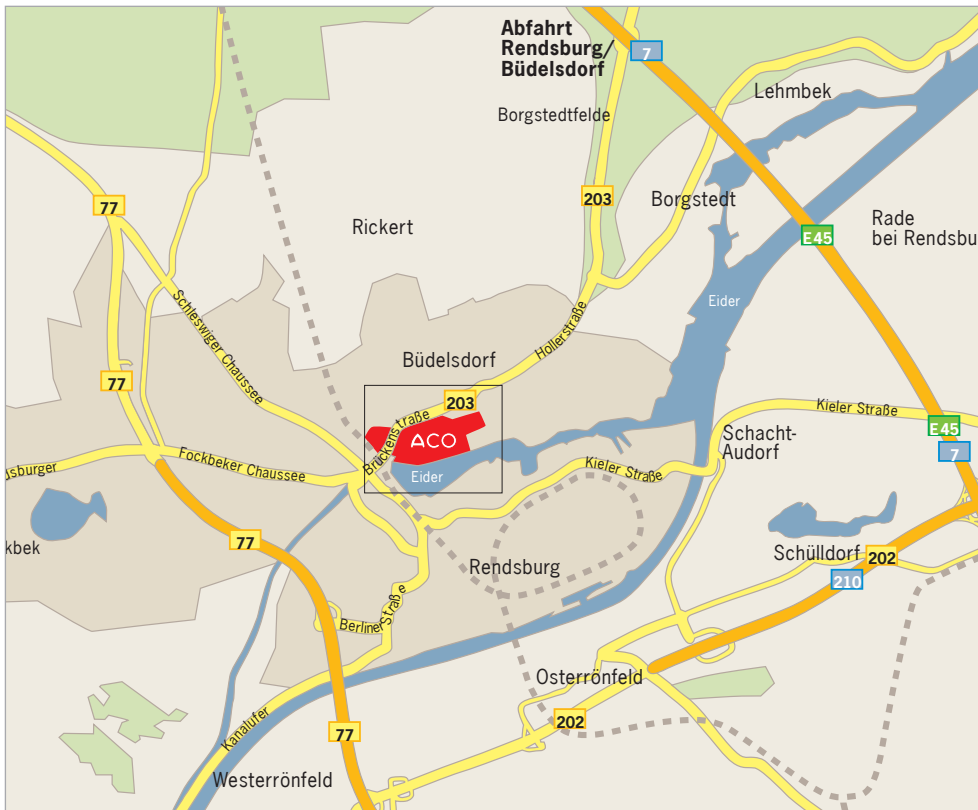 Abfahrt
Rendsburg/
Büdelsdorf
7
Lehmbek
Borgstedtfelde
77
203
Borgstedt
Rickert
E45
Rade
bei Rendsbu
Eider
Schleswiger Chaussee
Hollerstraße
Büdelsdorf
77
203
Brückenstraße
ACO
Kieler Straße
E45
7
Schacht-
Audorf
dsburger
Fockbeker Chaussee
Eider
Kieler Straße
kbek
77
Rendsburg
Schülldorf
202
210
Berliner Straße
Osterrönfeld
202
Kanalufer
77
Westerrönfeld